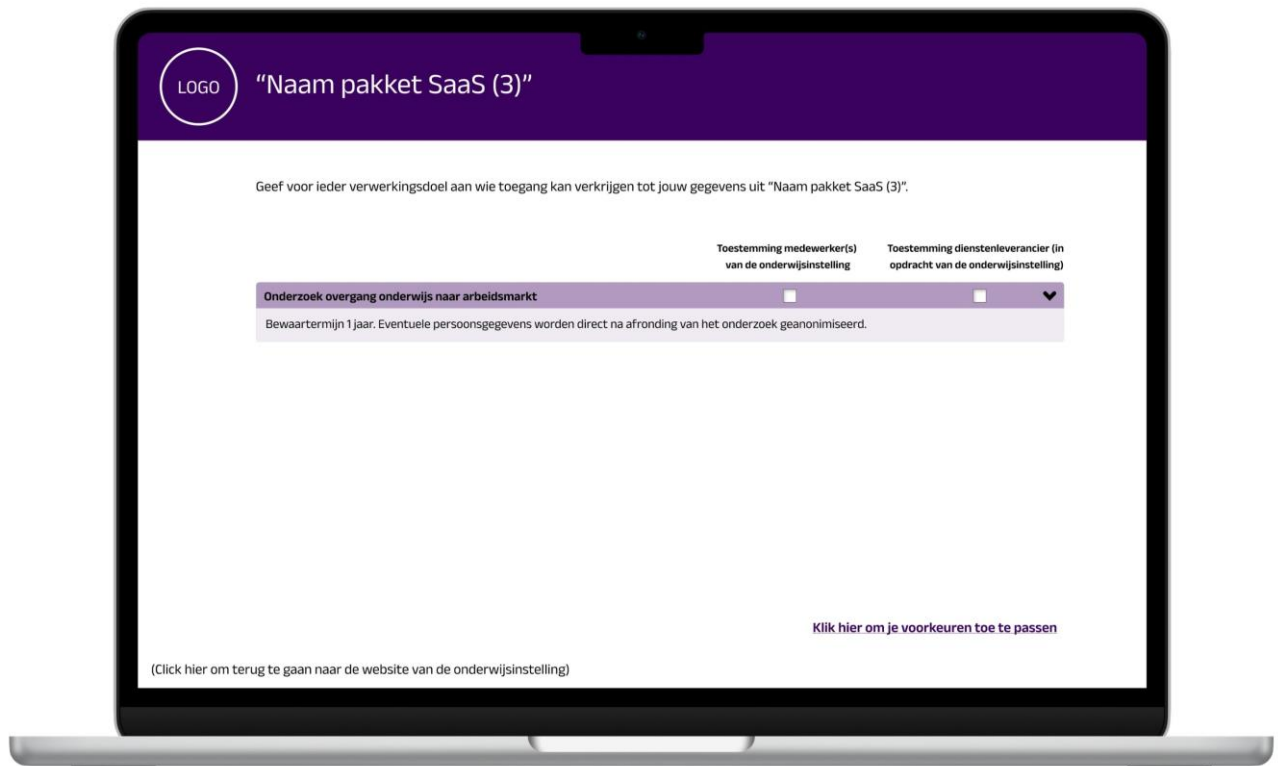 LOGO
“Naam pakket SaaS (3)”
Geef voor ieder verwerkingsdoel aan wie toegang kan verkrijgen tot jouw gegevens uit “Naam pakket SaaS (3)”.
Toestemming medewerker(s)
van de onderwijsinstelling
Toestemming dienstenleverancier (in
opdracht van de onderwijsinstelling)
Onderzoek overgang onderwijs naar arbeidsmarkt
Bewaartermijn 1 jaar. Eventuele persoonsgegevens worden direct na afronding van het onderzoek geanonimiseerd.
Klik hier om je voorkeuren toe te passen
(Click hier om terug te gaan naar de website van de onderwijsinstelling)